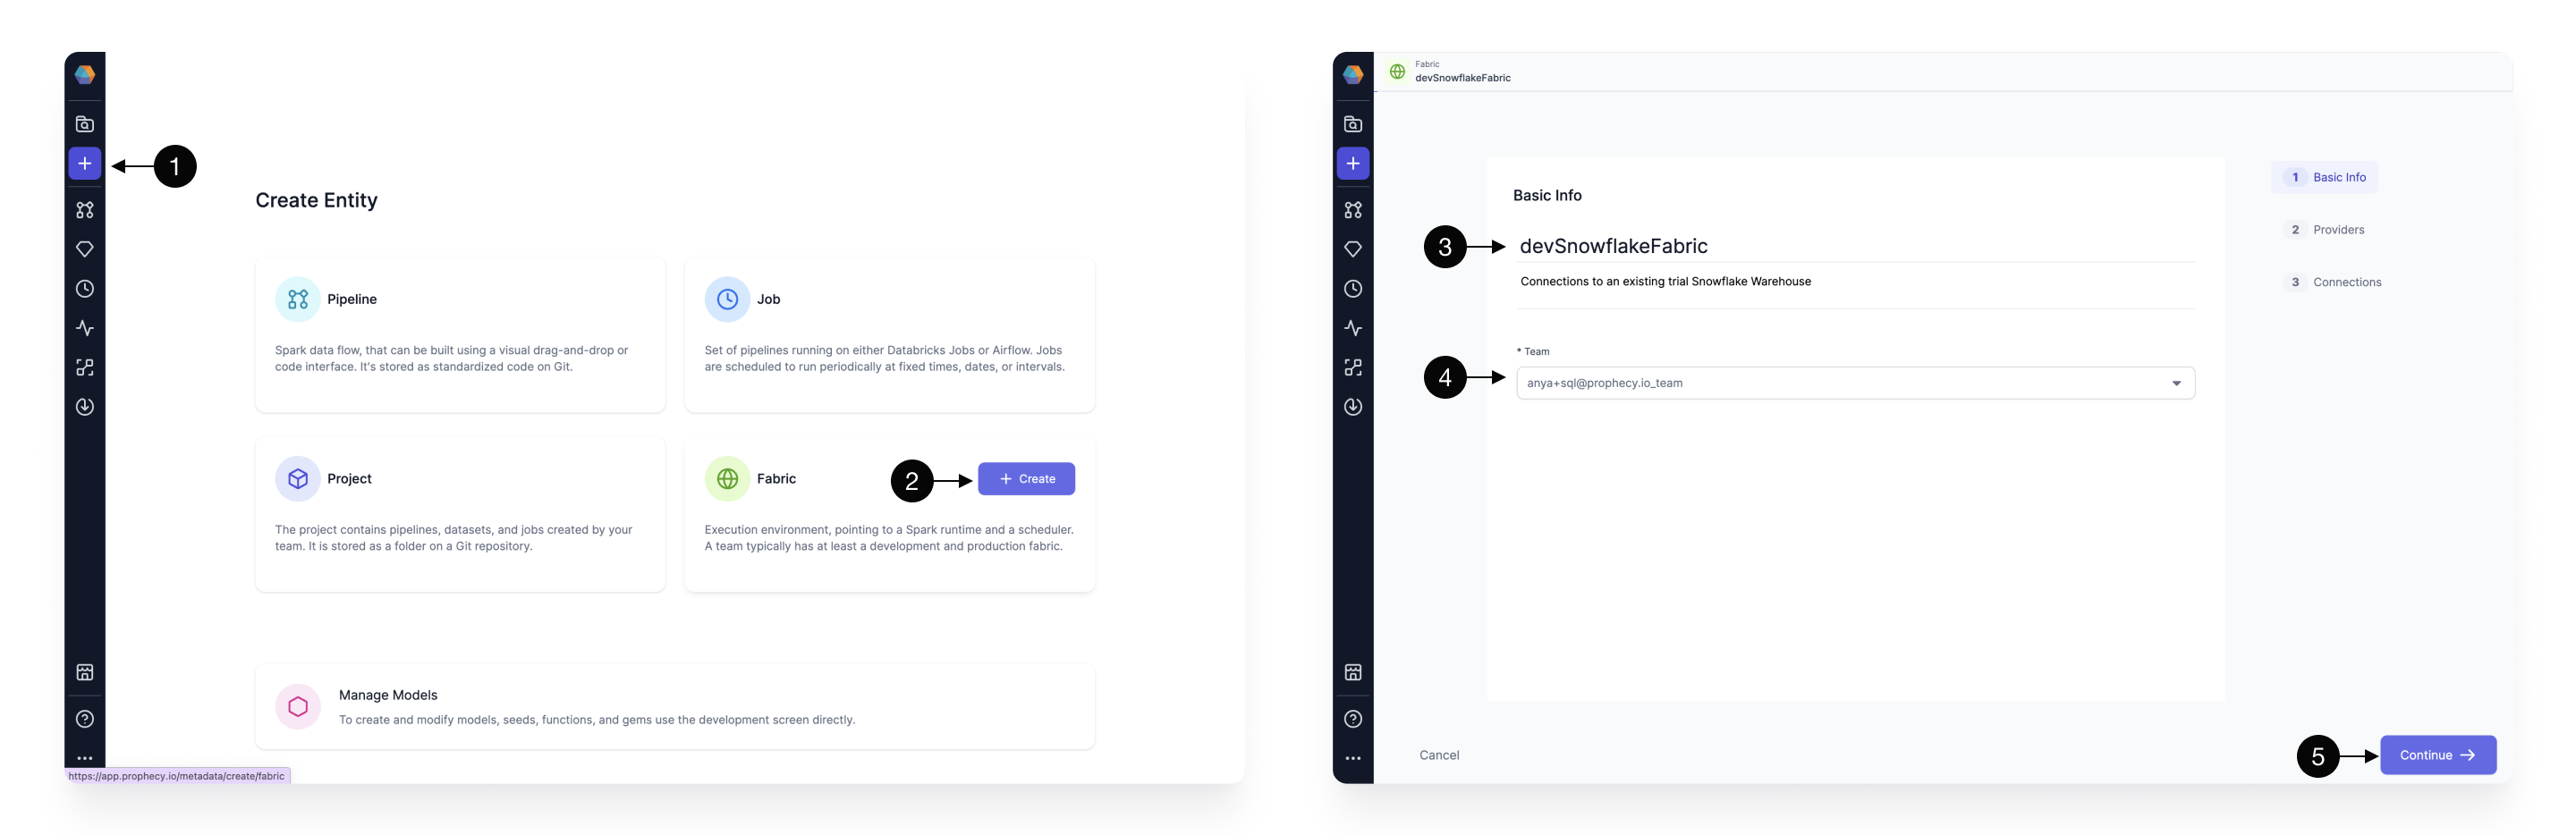 1
Create Entity
Pipeline
Spark data flow, that can be built using a visual drag-and-drop or
code interface. It's stored as standardized code on Git.
Job
Set of pipelines running on either Databricks Jobs or Airflow. Jobs
are scheduled to run periodically at fixed times, dates, or intervals.
Project
The project contains pipelines, datasets, and jobs created by your
team. It is stored as a folder on a Git repository.
Fabric
2
+ Create
Execution environment, pointing to a Spark runtime and a scheduler.
A team typically has at least a development and production fabric.
Manage Models
To create and modify models, seeds, functions, and gems use the development screen directly.
https://app.prophecy.io/metadata/create/fabric
Fabric
devSnowflakeFabric
Basic Info
3
devSnowflakeFabric
Connections to an existing trial Snowflake Warehouse
* Team
4
anya+sql@prophecy.io_team
1 Basic Info
2 Providers
3 Connections
Cancel
5
Continue →